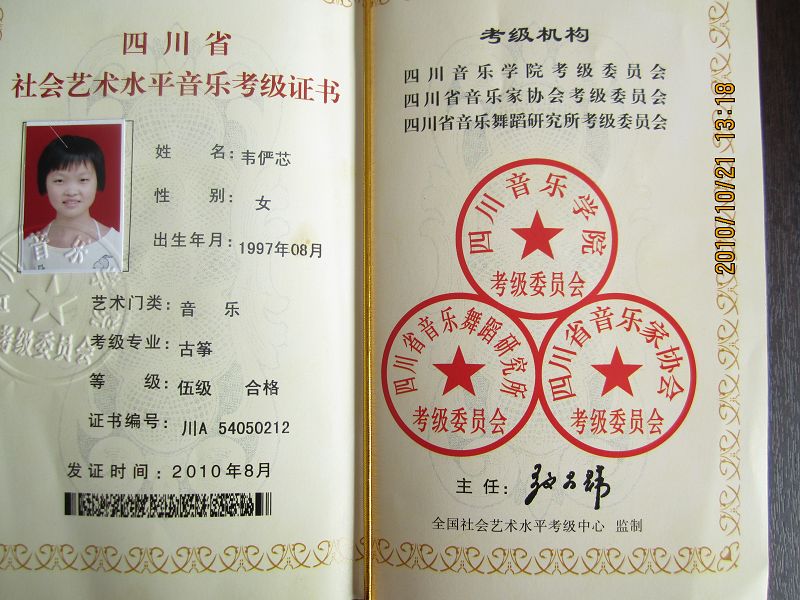 四川省
社会艺术水平音乐考级证书
姓 名：韦俨芯
性 别：女
出生年月：1997年08月
艺术门类：音 乐
考级专业：古筝
等 级：伍级 合格
证书编号：川A 54050212
发证时间：2010年8月
考级委员会
考级机构
四川音乐学院考级委员会
四川省音乐家协会考级委员会
四川省音乐舞蹈研究所考级委员会
四川音乐学院
考级委员会
四川省音乐舞蹈研究所
考级委员会
四川省音乐家协会
考级委员会
主任：
全国社会艺术水平考级中心 监制
2010/10/21 13:18